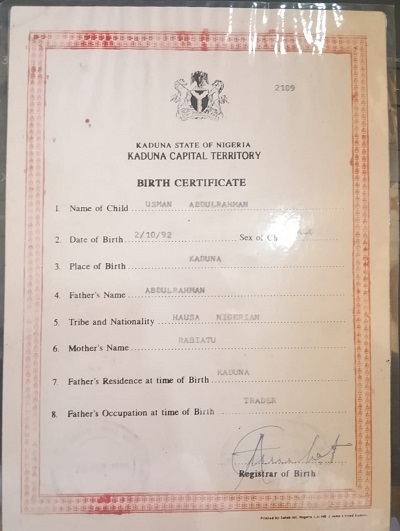 2109
KADUNA STATE OF NIGERIA
KADUNA CAPITAL TERRITORY
BIRTH CERTIFICATE
1. Name of Child ..... USMAN ABDULRAHMAN
2. Date of Birth ..... 2/10/92 ..... Sex of Ch
3. Place of Birth ..... KADUNA
4. Father's Name ..... ABDULRAHMAN
5. Tribe and Nationality ..... HAUSA NIGERIAN
6. Mother's Name ..... RABIATU
7. Father's Residence at time of Birth ..... KADUNA
8. Father's Occupation at time of Birth ..... TRADER
Registrar of Birth